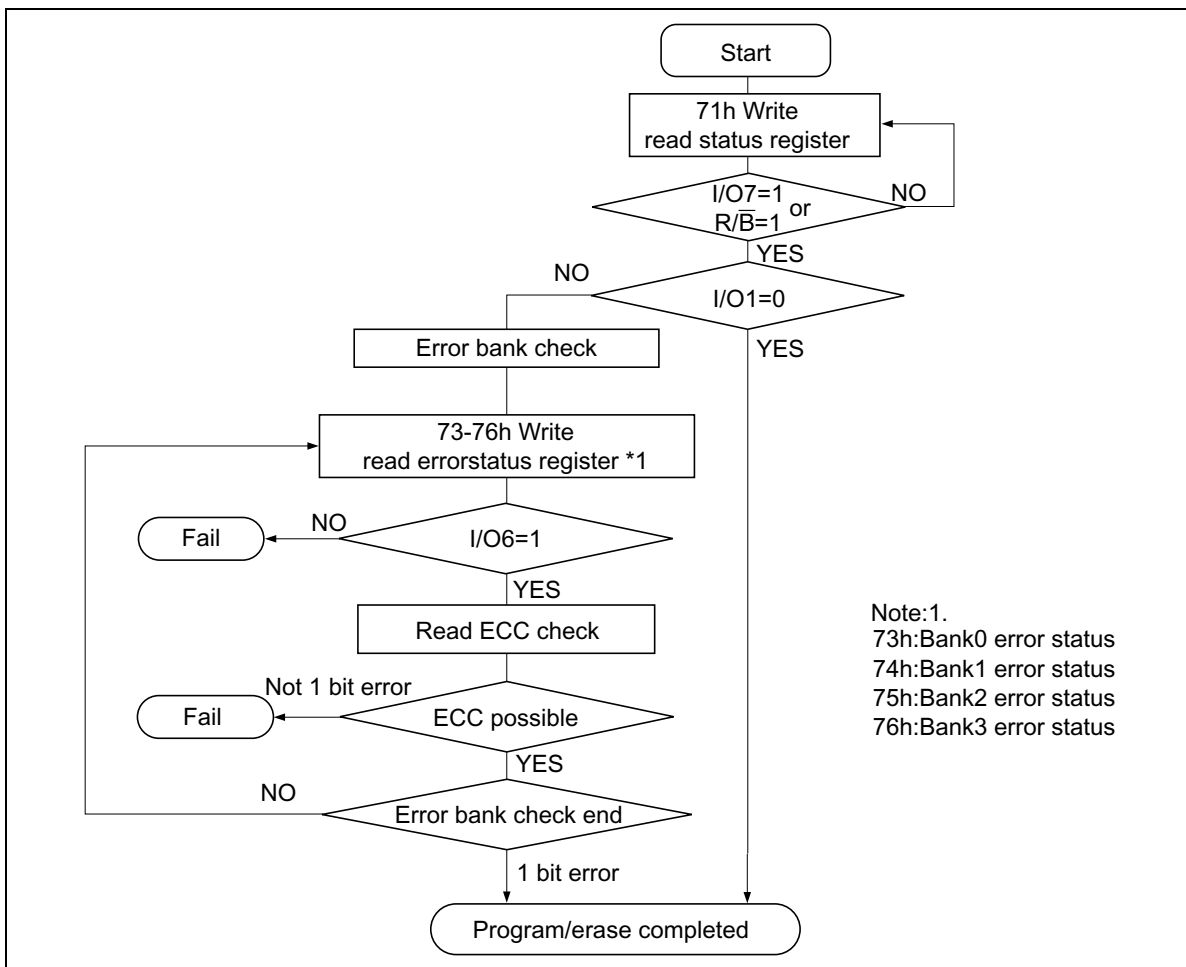 Start
71h Write
read status register
I/O7=1
or
R/B̅=1
NO
YES
NO
I/O1=0
YES
Error bank check
73-76h Write
read errorstatus register *1
NO
Fail
I/O6=1
YES
Read ECC check
Not 1 bit error
Fail
ECC possible
YES
NO
Error bank check end
1 bit error
Program/erase completed
Note:1.
73h:Bank0 error status
74h:Bank1 error status
75h:Bank2 error status
76h:Bank3 error status